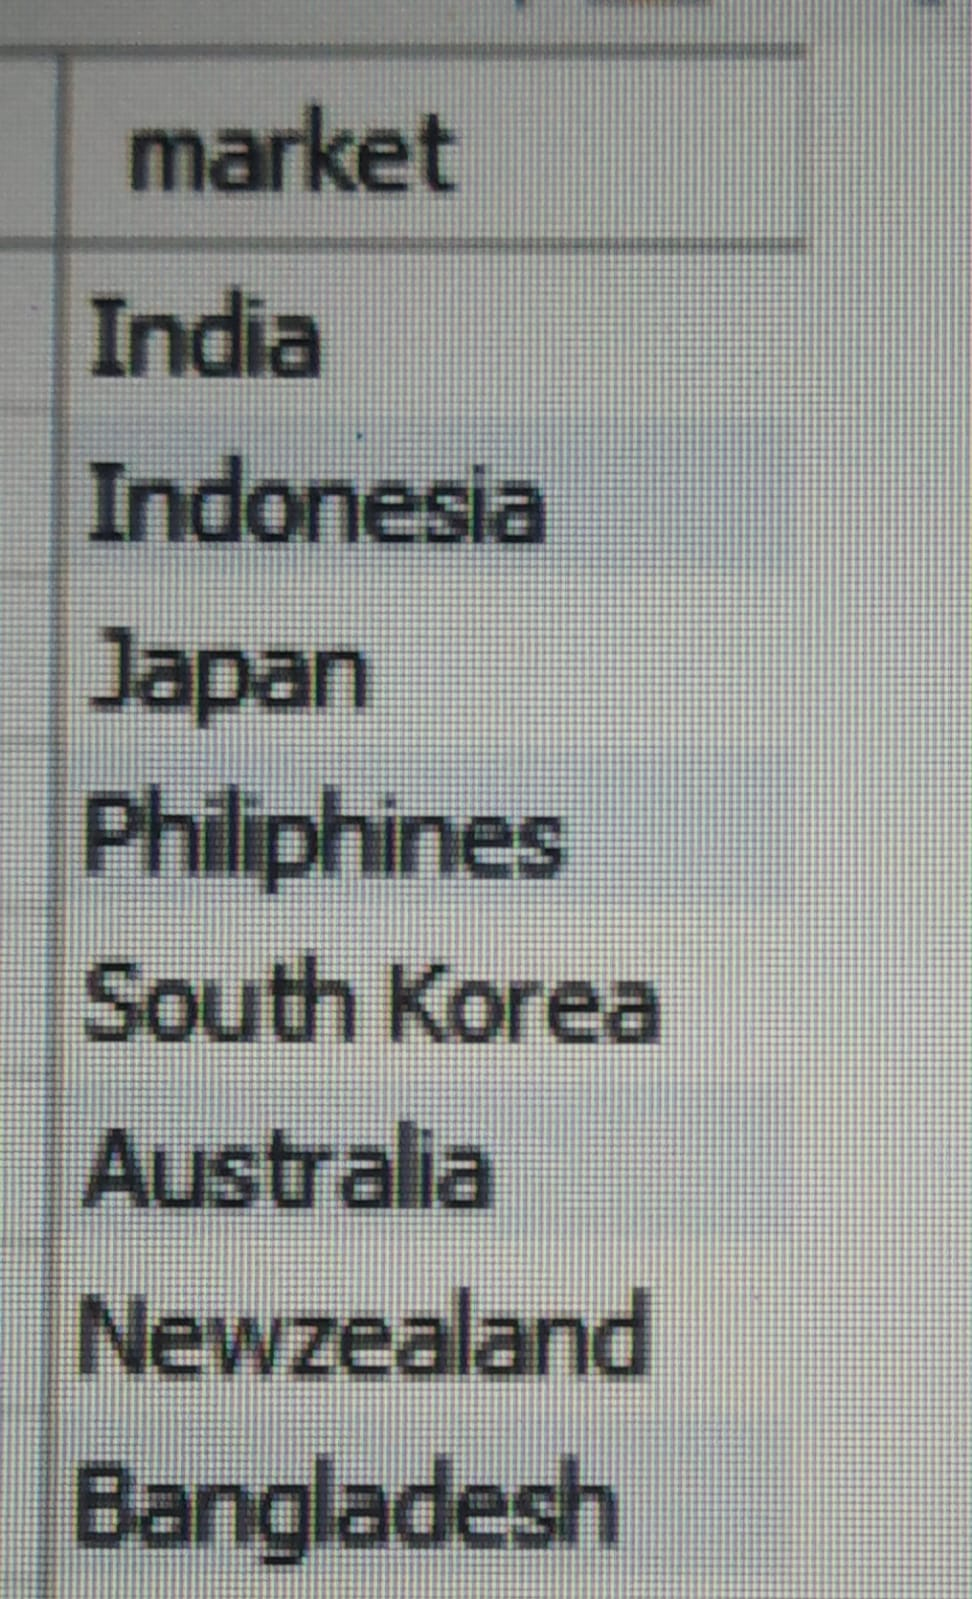 market
India
Indonesia
Japan
Philiphines
South Korea
Australia
Newzealand
Bangladesh